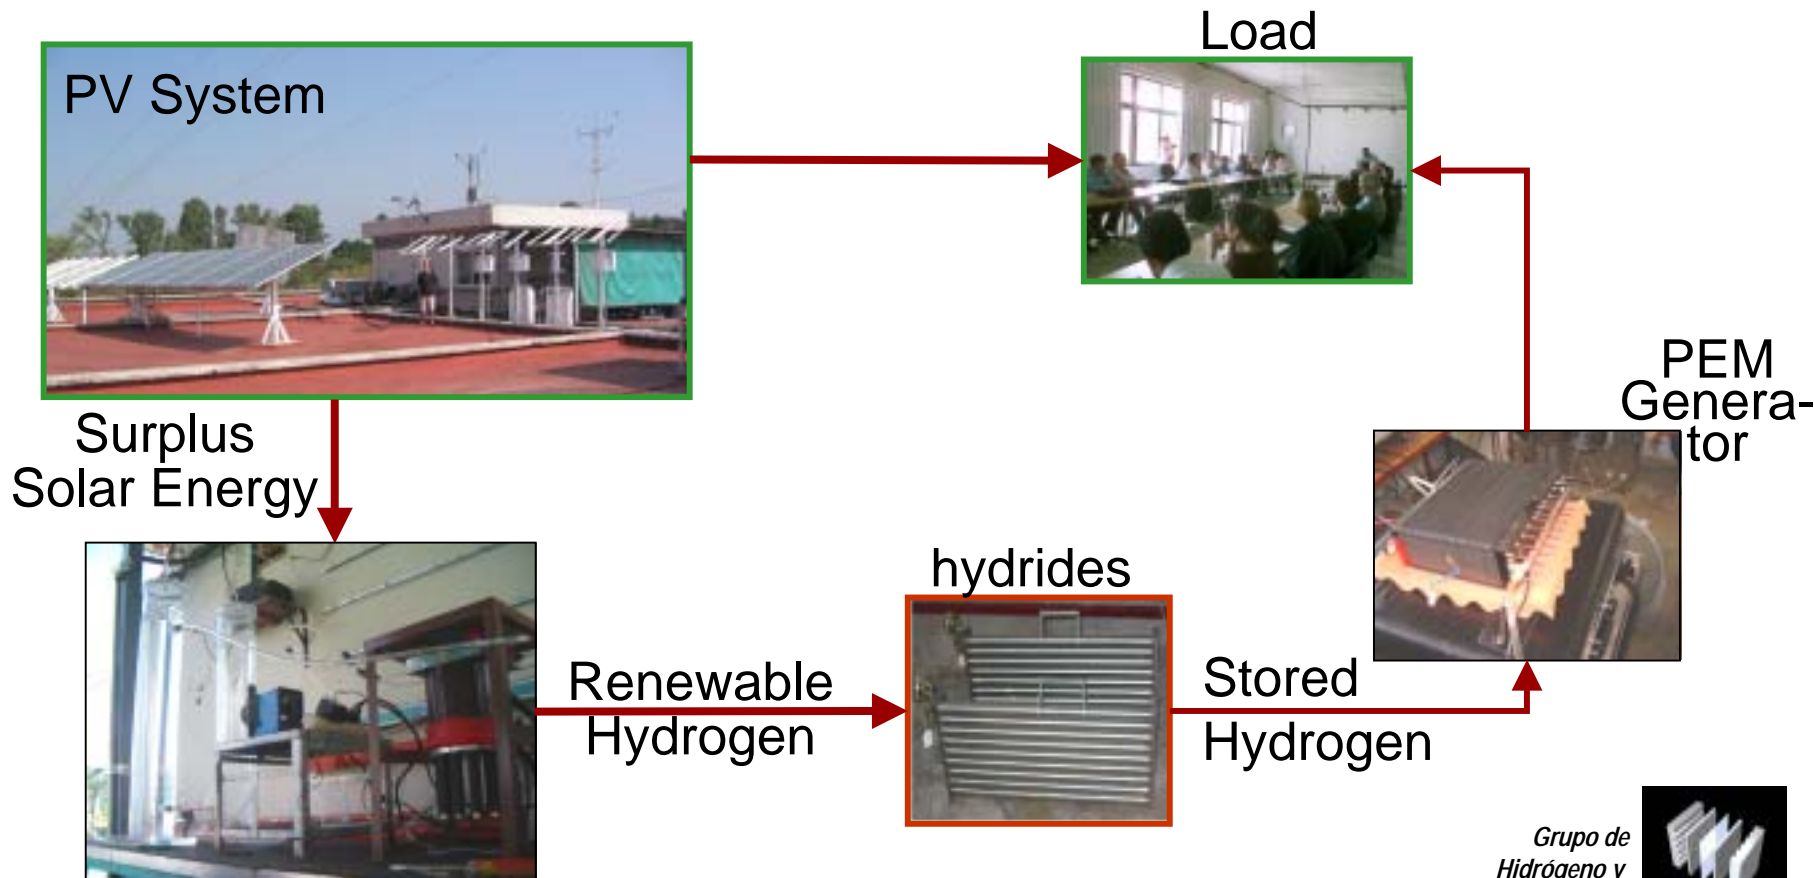 Load
PV System
PEM
Genera-
tor
Surplus
Solar Energy
hydrides
Renewable
Hydrogen
Stored
Hydrogen
Grupo de
Hidrógeno y